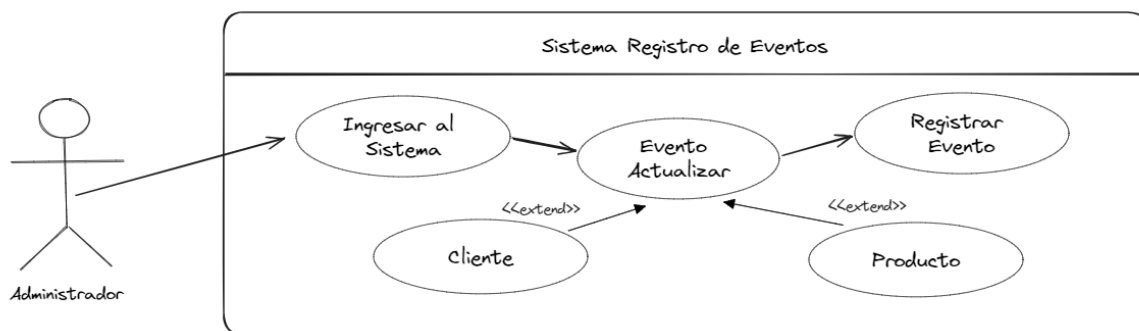 Sistema Registro de Eventos
Ingresar al
Sistema
Evento
Actualizar
Registrar
Evento
<<extend>>
<<extend>>
Cliente
Producto
Administrador